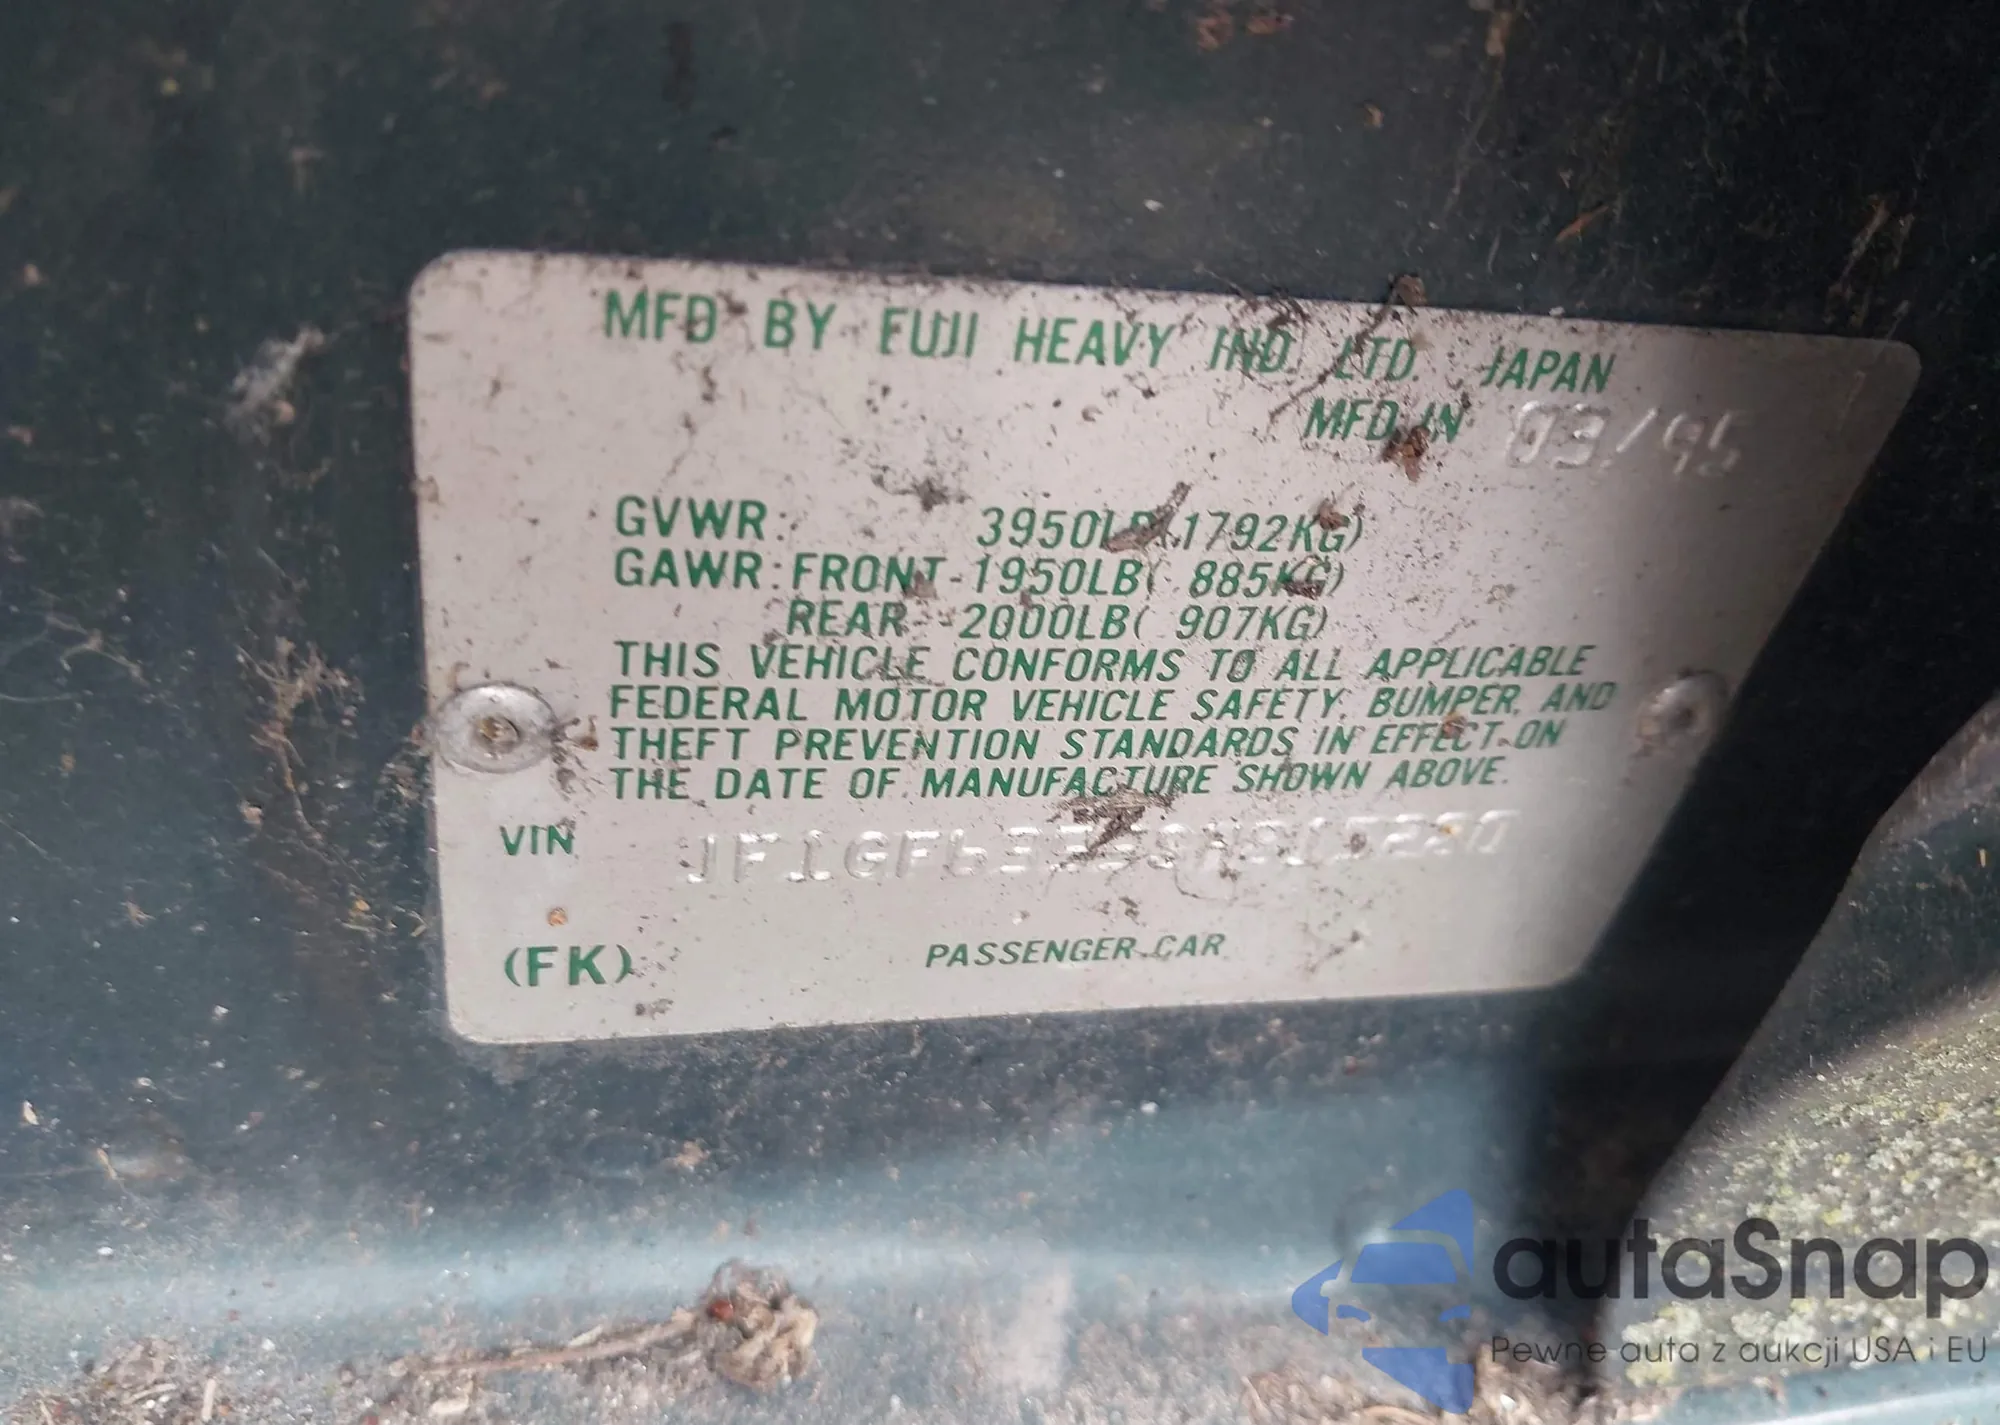 MFD BY FUJI HEAVY IND. LTD. JAPAN
MFD IN 03/95
GVWR: 3950LB(1792KG)
GAWR: FRONT-1950LB( 885KG)
REAR--2000LB( 907KG)
THIS VEHICLE CONFORMS TO ALL APPLICABLE
FEDERAL MOTOR VEHICLE SAFETY, BUMPER, AND
THEFT PREVENTION STANDARDS IN EFFECT ON
THE DATE OF MANUFACTURE SHOWN ABOVE.
VIN
(FK) PASSENGER CAR
autaSnap
Pewne auta z aukcji USA i EU